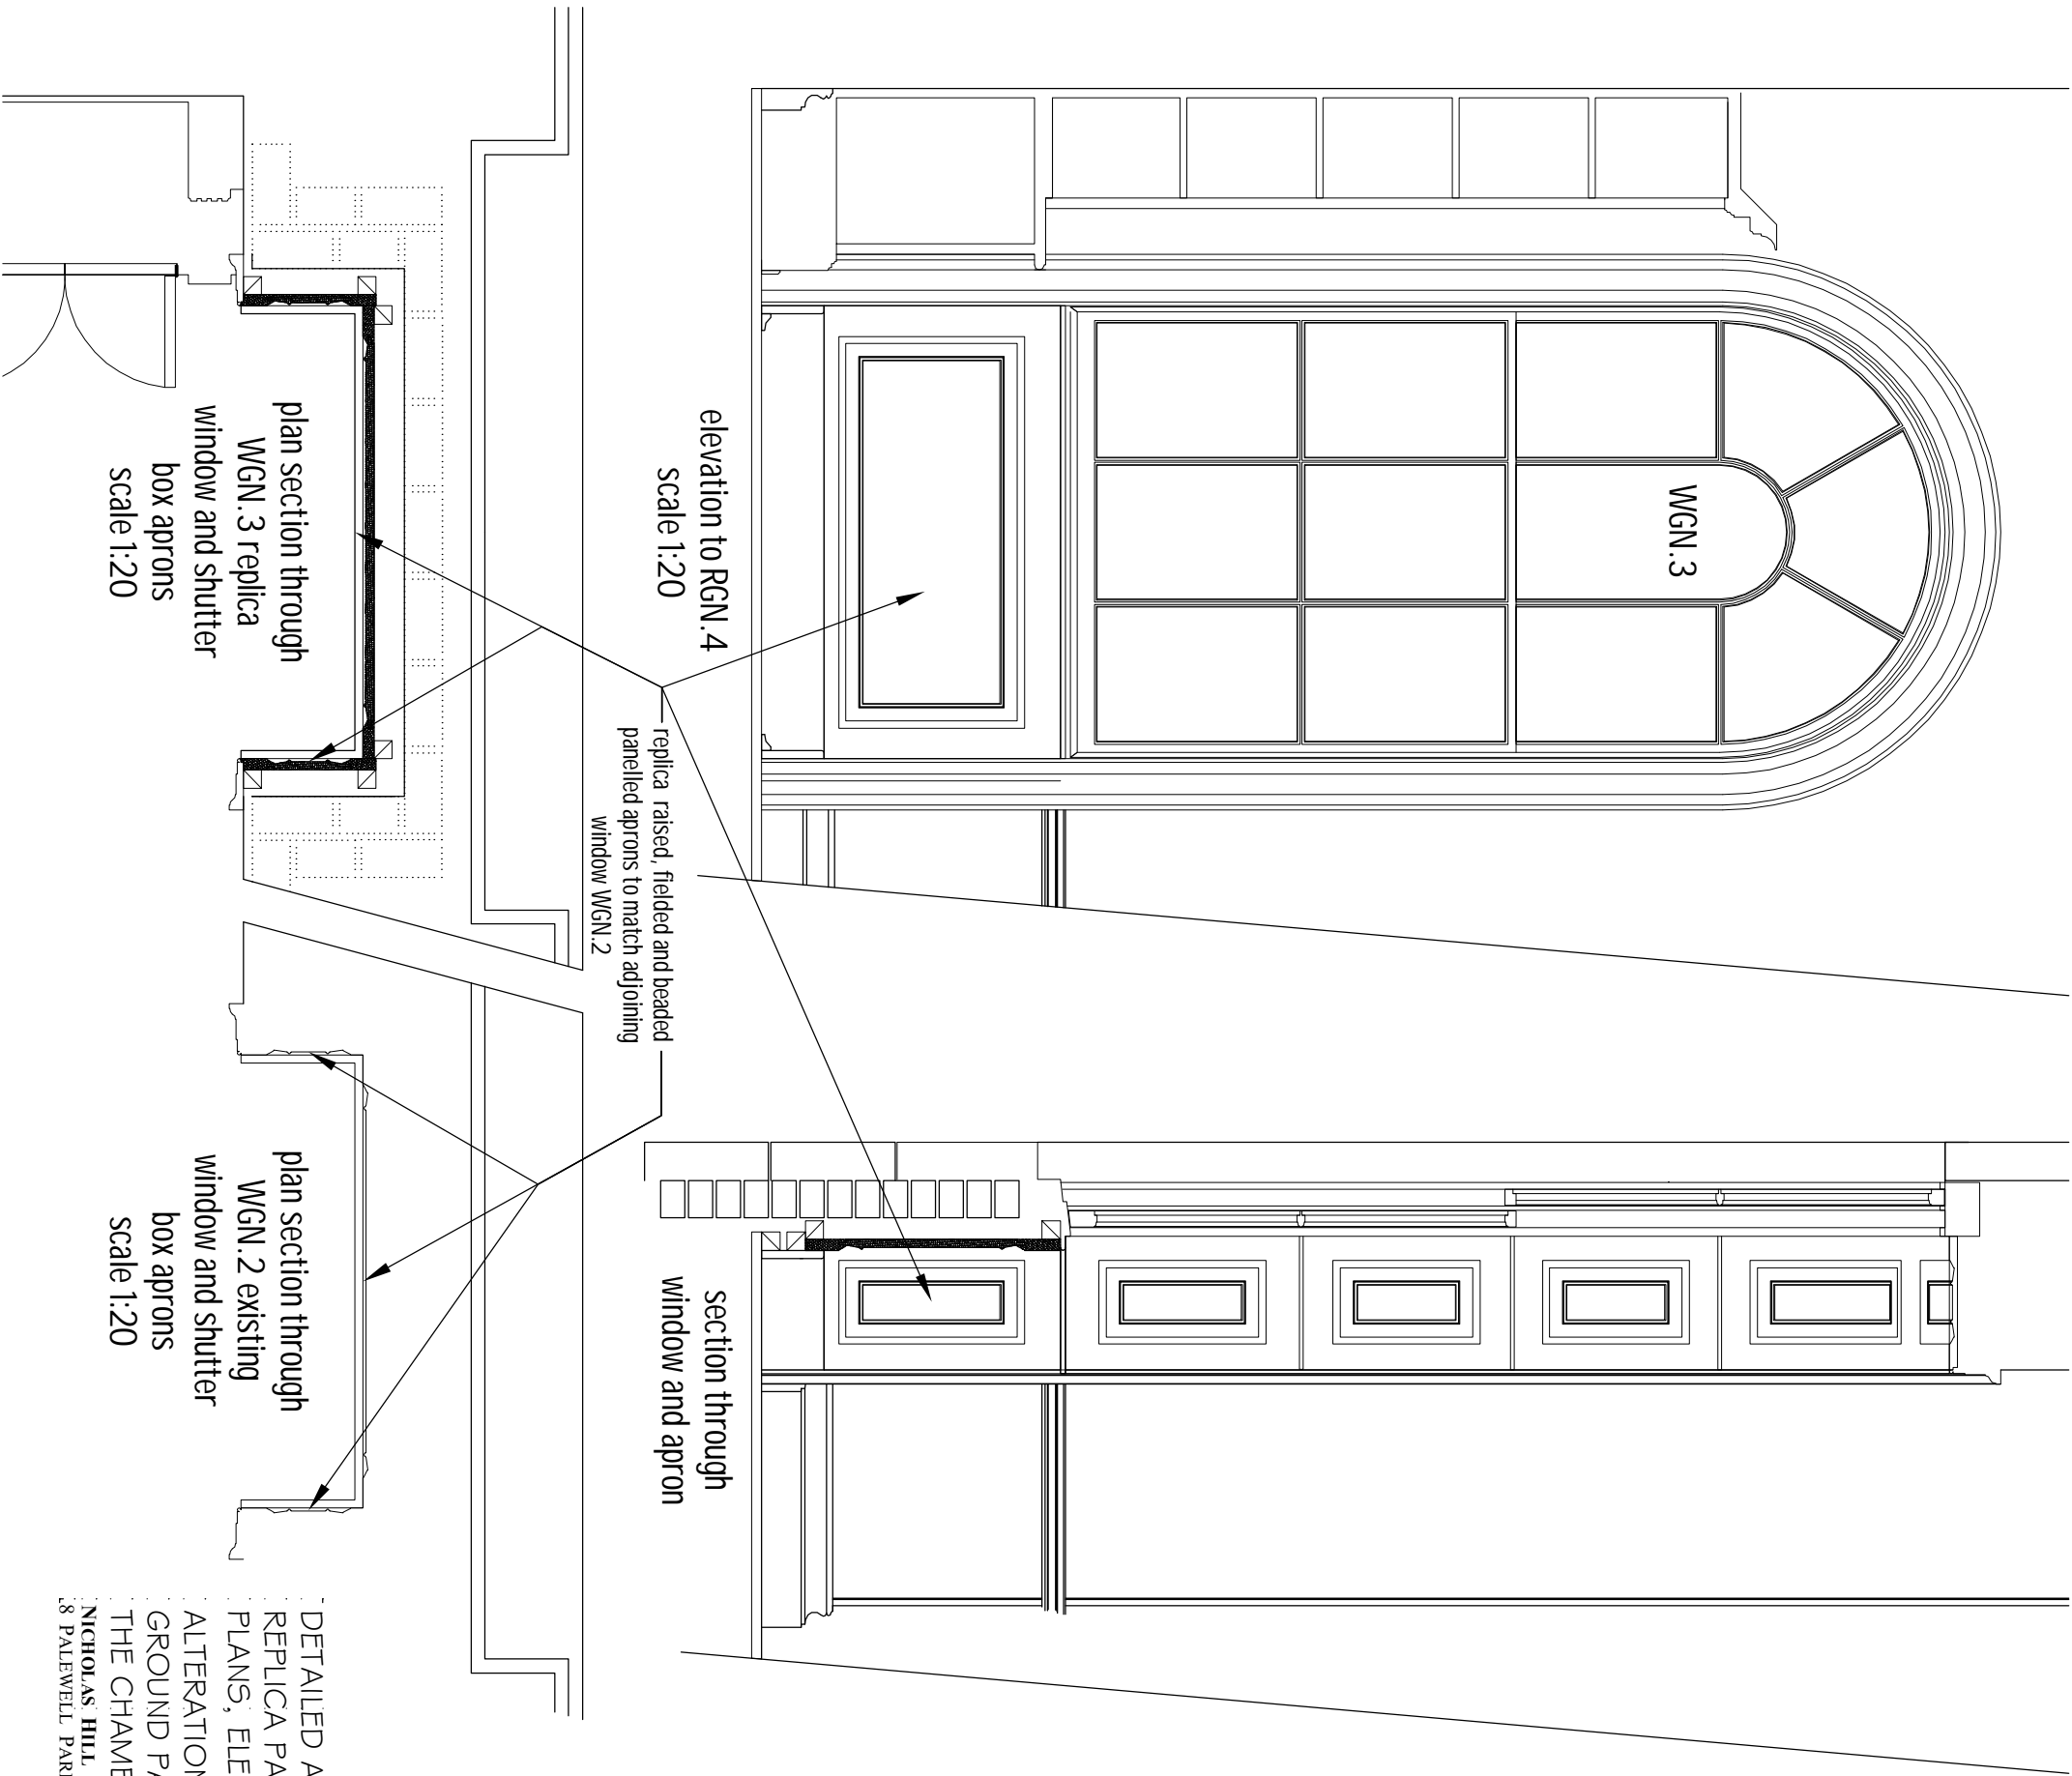 WGN.3
elevation to RGN.4
scale 1:20
replica raised, fielded and beaded
panelled aprons to match adjoining
window WGN.2
section through
window and apron
plan section through
WGN.3 replica
window and shutter
box aprons
scale 1:20
plan section through
WGN.2 existing
window and shutter
box aprons
scale 1:20
DETAILED A
REPLICA PA
PLANS, ELE
ALTERATION
GROUND PA
THE CHAMB
NICHOLAS HILL
8 PALEWELL PARK